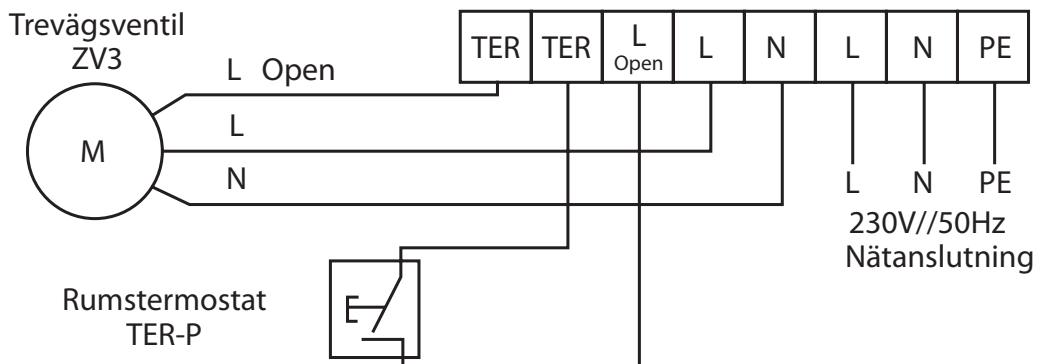 Trevägsventil
ZV3
L Open
L
N
M
TER TER L Open L N L N PE
L N PE
230V//50Hz
Nätanslutning
Rumstermostat
TER-P